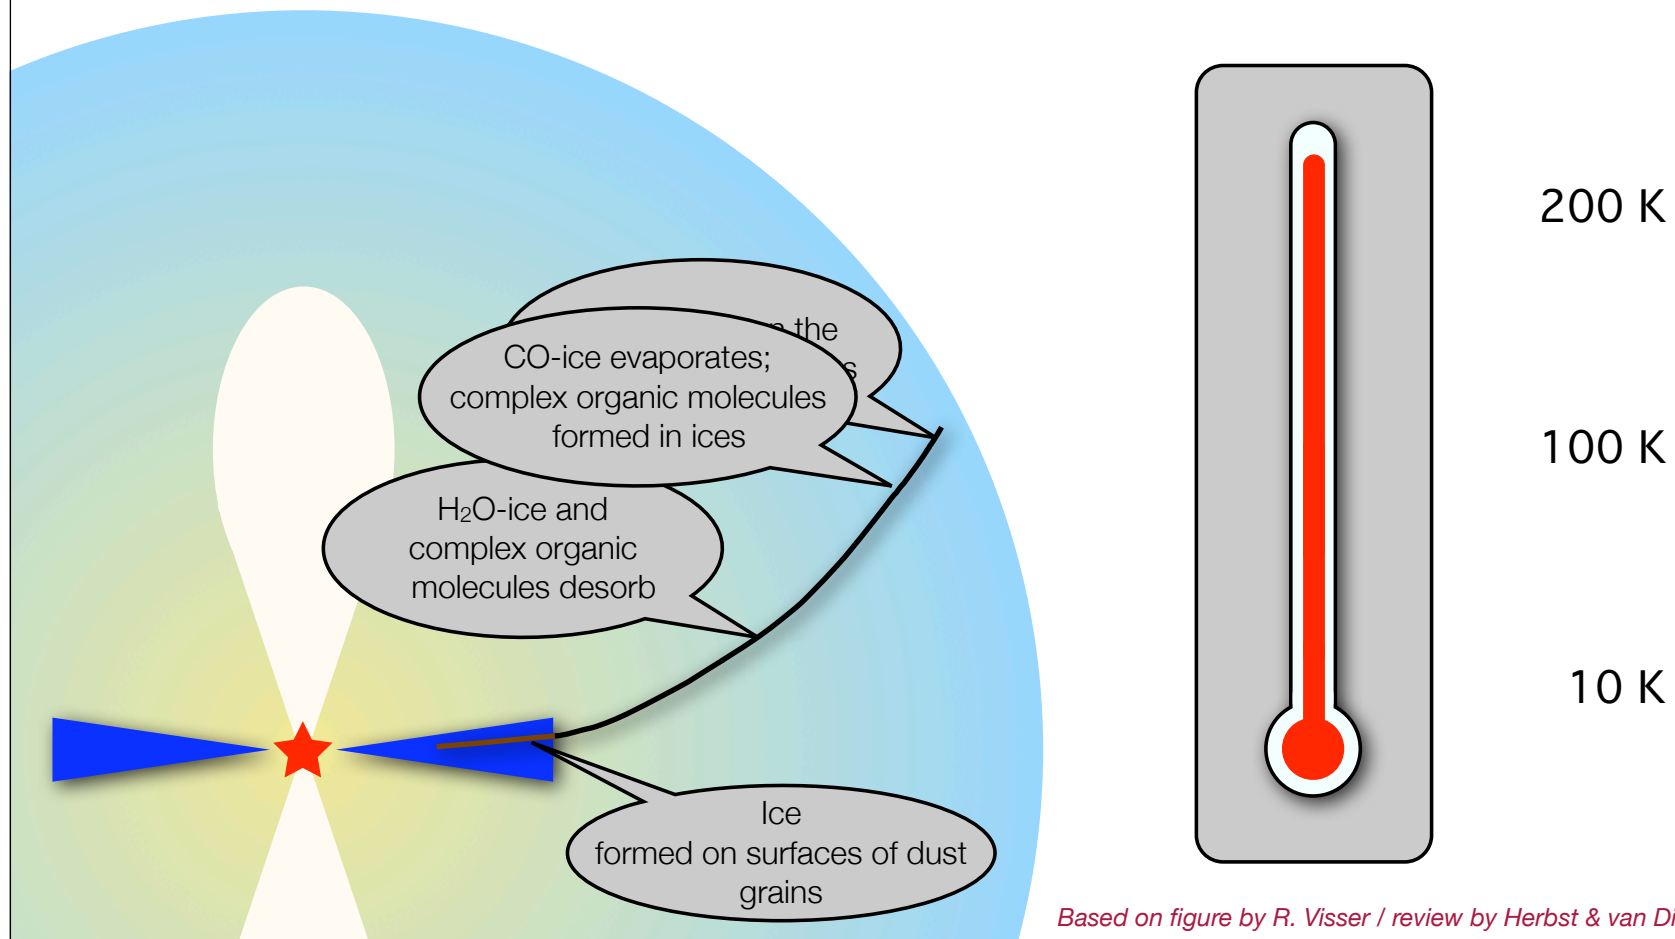 the
s
CO-ice evaporates;
complex organic molecules
formed in ices
H₂O-ice and
complex organic
molecules desorb
Ice
formed on surfaces of dust
grains
200 K
100 K
10 K
Based on figure by R. Visser / review by Herbst & van Di